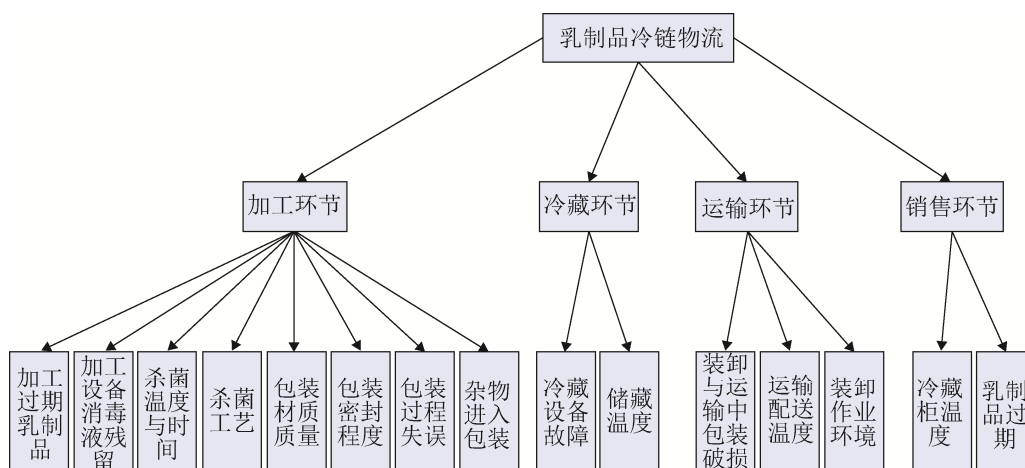 乳制品冷链物流
加工环节
冷藏环节
运输环节
销售环节
加工
过期
乳制
品
加工
设备
消毒
液残
留
杀菌
温度
与时
间
杀菌
工艺
包装
材质
质量
包装
密封
程度
包装
过程
失误
杂物
进入
包装
冷藏
设备
故障
储藏
温度
装卸
与运
输中
包装
破损
运输
配送
温度
装卸
作业
环境
冷藏
柜温
度
乳制
品过
期